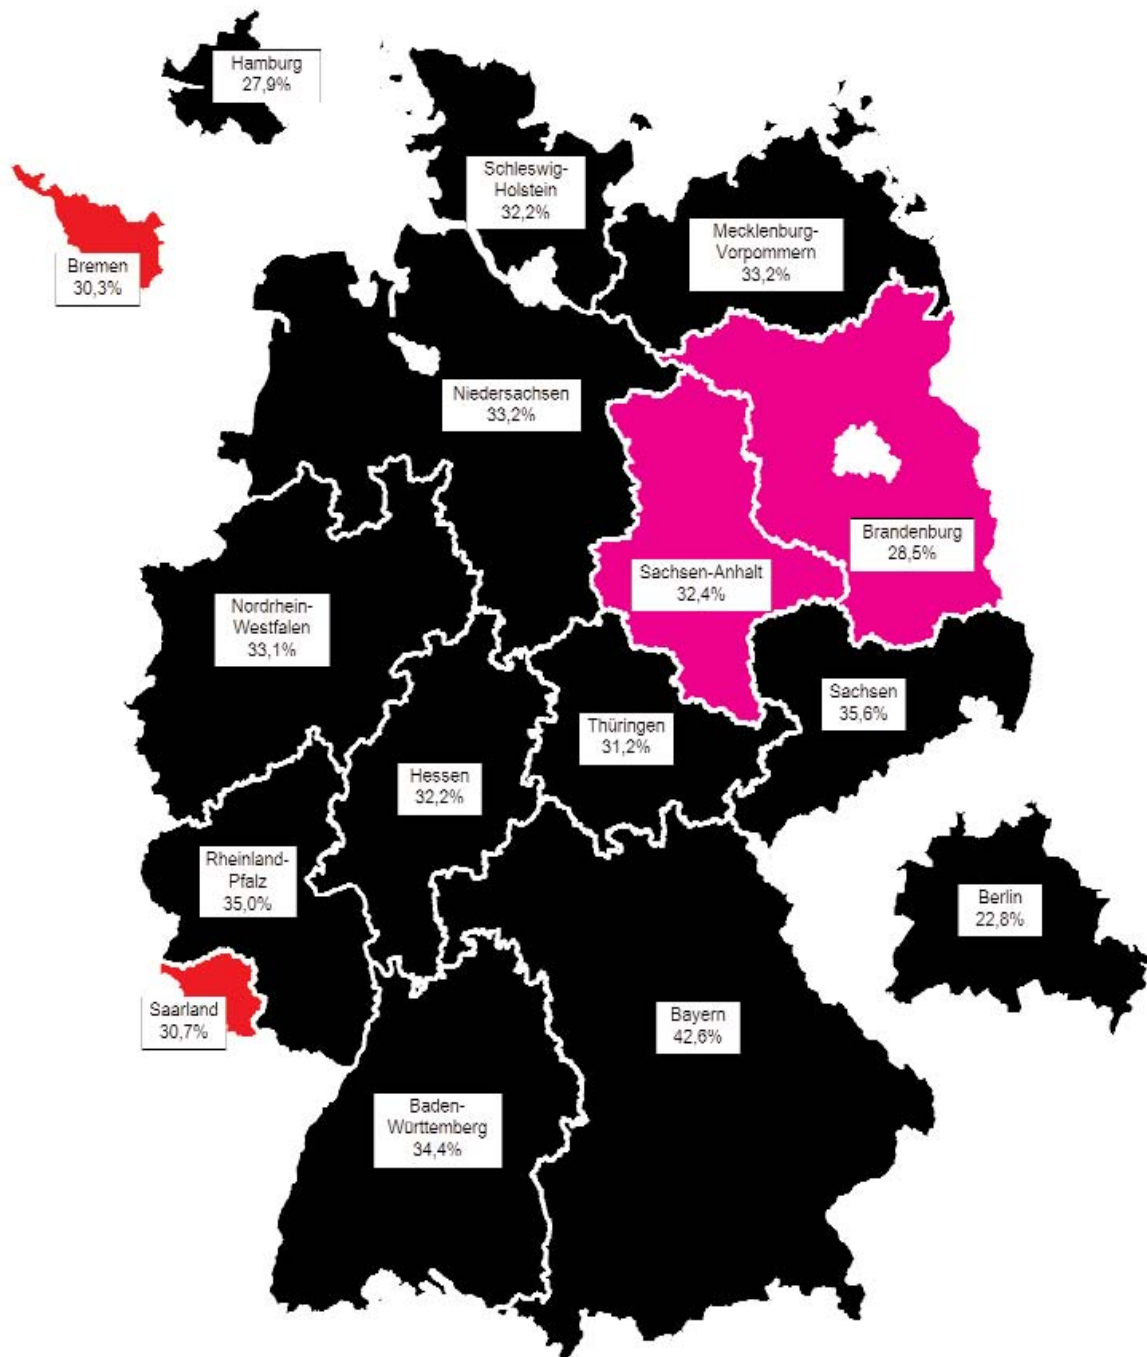 Hamburg
27,9%
Schleswig-
Holstein
32,2%
Mecklenburg-
Vorpommern
33,2%
Bremen
30,3%
Niedersachsen
33,2%
Brandenburg
28,5%
Sachsen-Anhalt
32,4%
Nordrhein-
Westfalen
33,1%
Sachsen
35,6%
Thüringen
31,2%
Hessen
32,2%
Rheinland-
Pfalz
35,0%
Berlin
22,8%
Saarland
30,7%
Bayern
42,6%
Baden-
Württemberg
34,4%